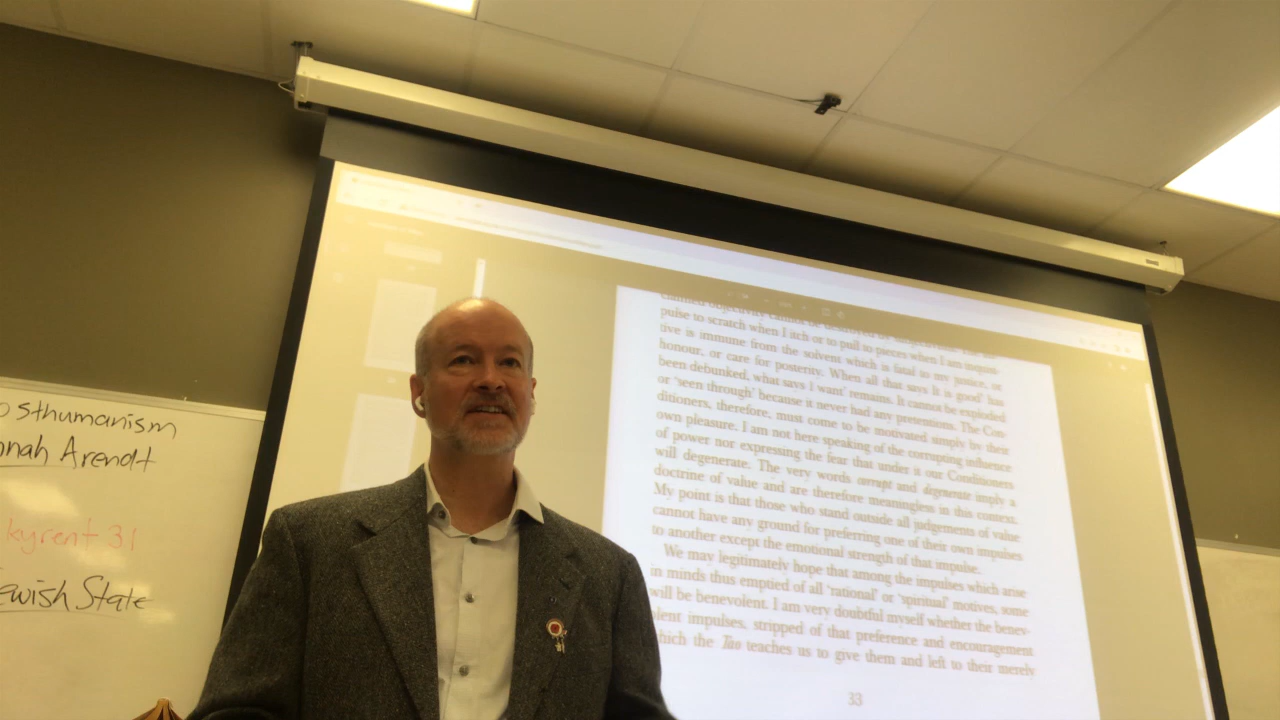 osthumanism
nnah Arendt
kyrent 31
ewish State
pulse to scratch when I itch or to pull to pieces when I am inquisi-
tive is immune from the solvent which is fatal to my justice, or
honour, or care for posterity. When all that says 'It is good' has
been debunked, what says 'I want' remains. It cannot be exploded
or 'seen through' because it never had any pretensions. The Con-
ditioners, therefore, must come to be motivated simply by their
own pleasure. I am not here speaking of the corrupting influence
of power nor expressing the fear that under it our Conditioners
will degenerate. The very words corrupt and degenerate imply a
doctrine of value and are therefore meaningless in this context.
My point is that those who stand outside all judgements of value
cannot have any ground for preferring one of their own impulses
to another except the emotional strength of that impulse.
We may legitimately hope that among the impulses which arise
in minds thus emptied of all 'rational' or 'spiritual' motives, some
will be benevolent. I am very doubtful myself whether the benev-
olent impulses, stripped of that preference and encouragement
hich the Tao teaches us to give them and left to their merely
33